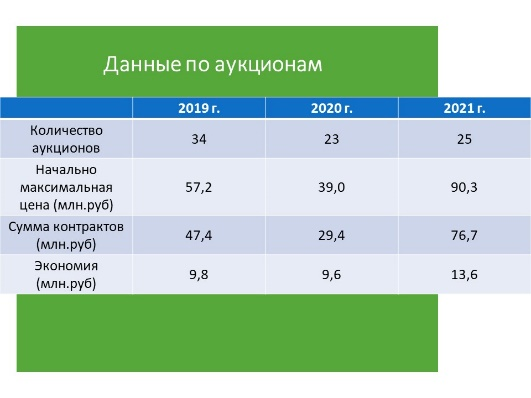 Данные по аукционам
2019 г. 2020 г. 2021 г.
Количество
аукционов 34 23 25
Начально
максимальная
цена (млн.руб) 57,2 39,0 90,3
Сумма контрактов
(млн.руб) 47,4 29,4 76,7
Экономия
(млн.руб) 9,8 9,6 13,6